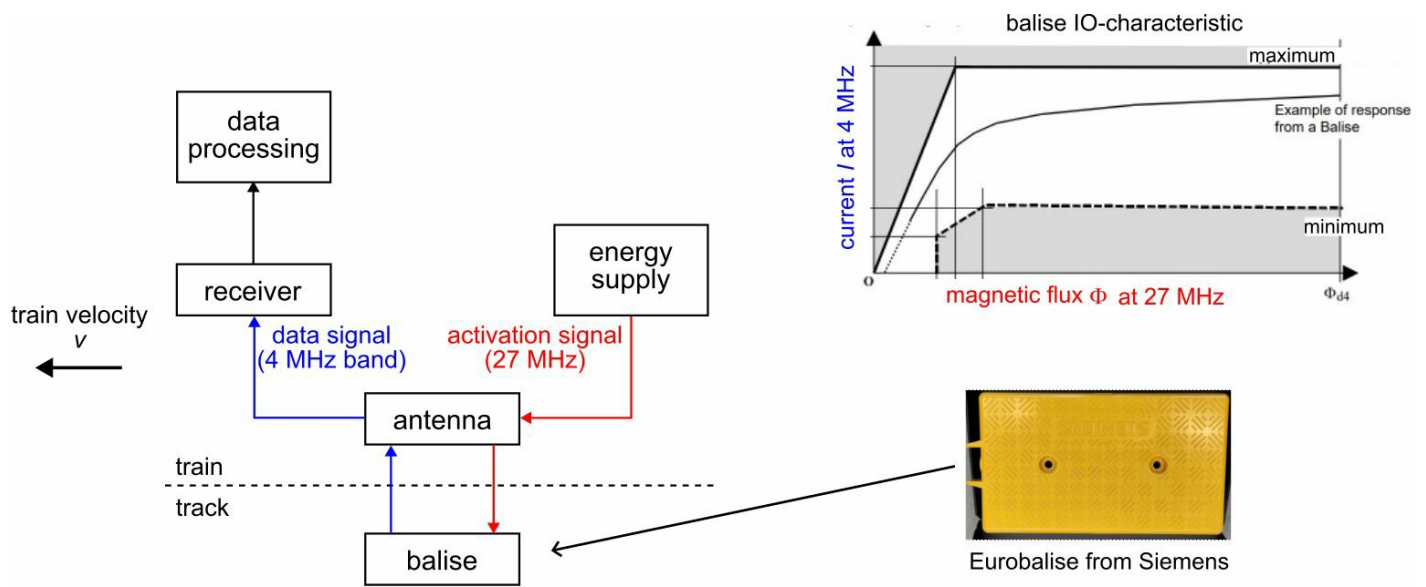 balise IO-characteristic
maximum
Example of response
from a Balise
minimum
current I at 4 MHz
o
magnetic flux Φ at 27 MHz
Φd4
data
processing
energy
supply
receiver
train velocity
v
data signal
(4 MHz band)
activation signal
(27 MHz)
antenna
train
track
balise
SIEMENS
Eurobalise from Siemens